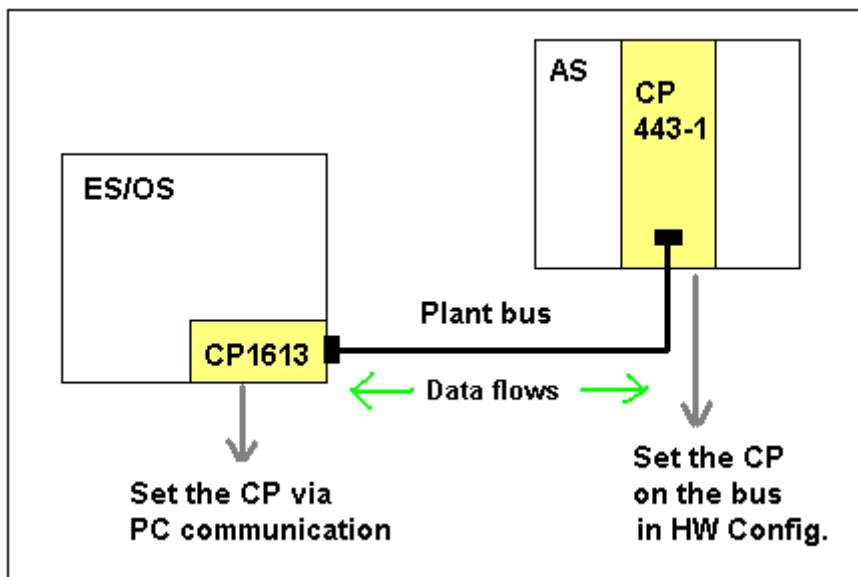 AS
CP
443-1
ES/OS
Plant bus
CP1613
Data flows
Set the CP via
PC communication
Set the CP
on the bus
in HW Config.